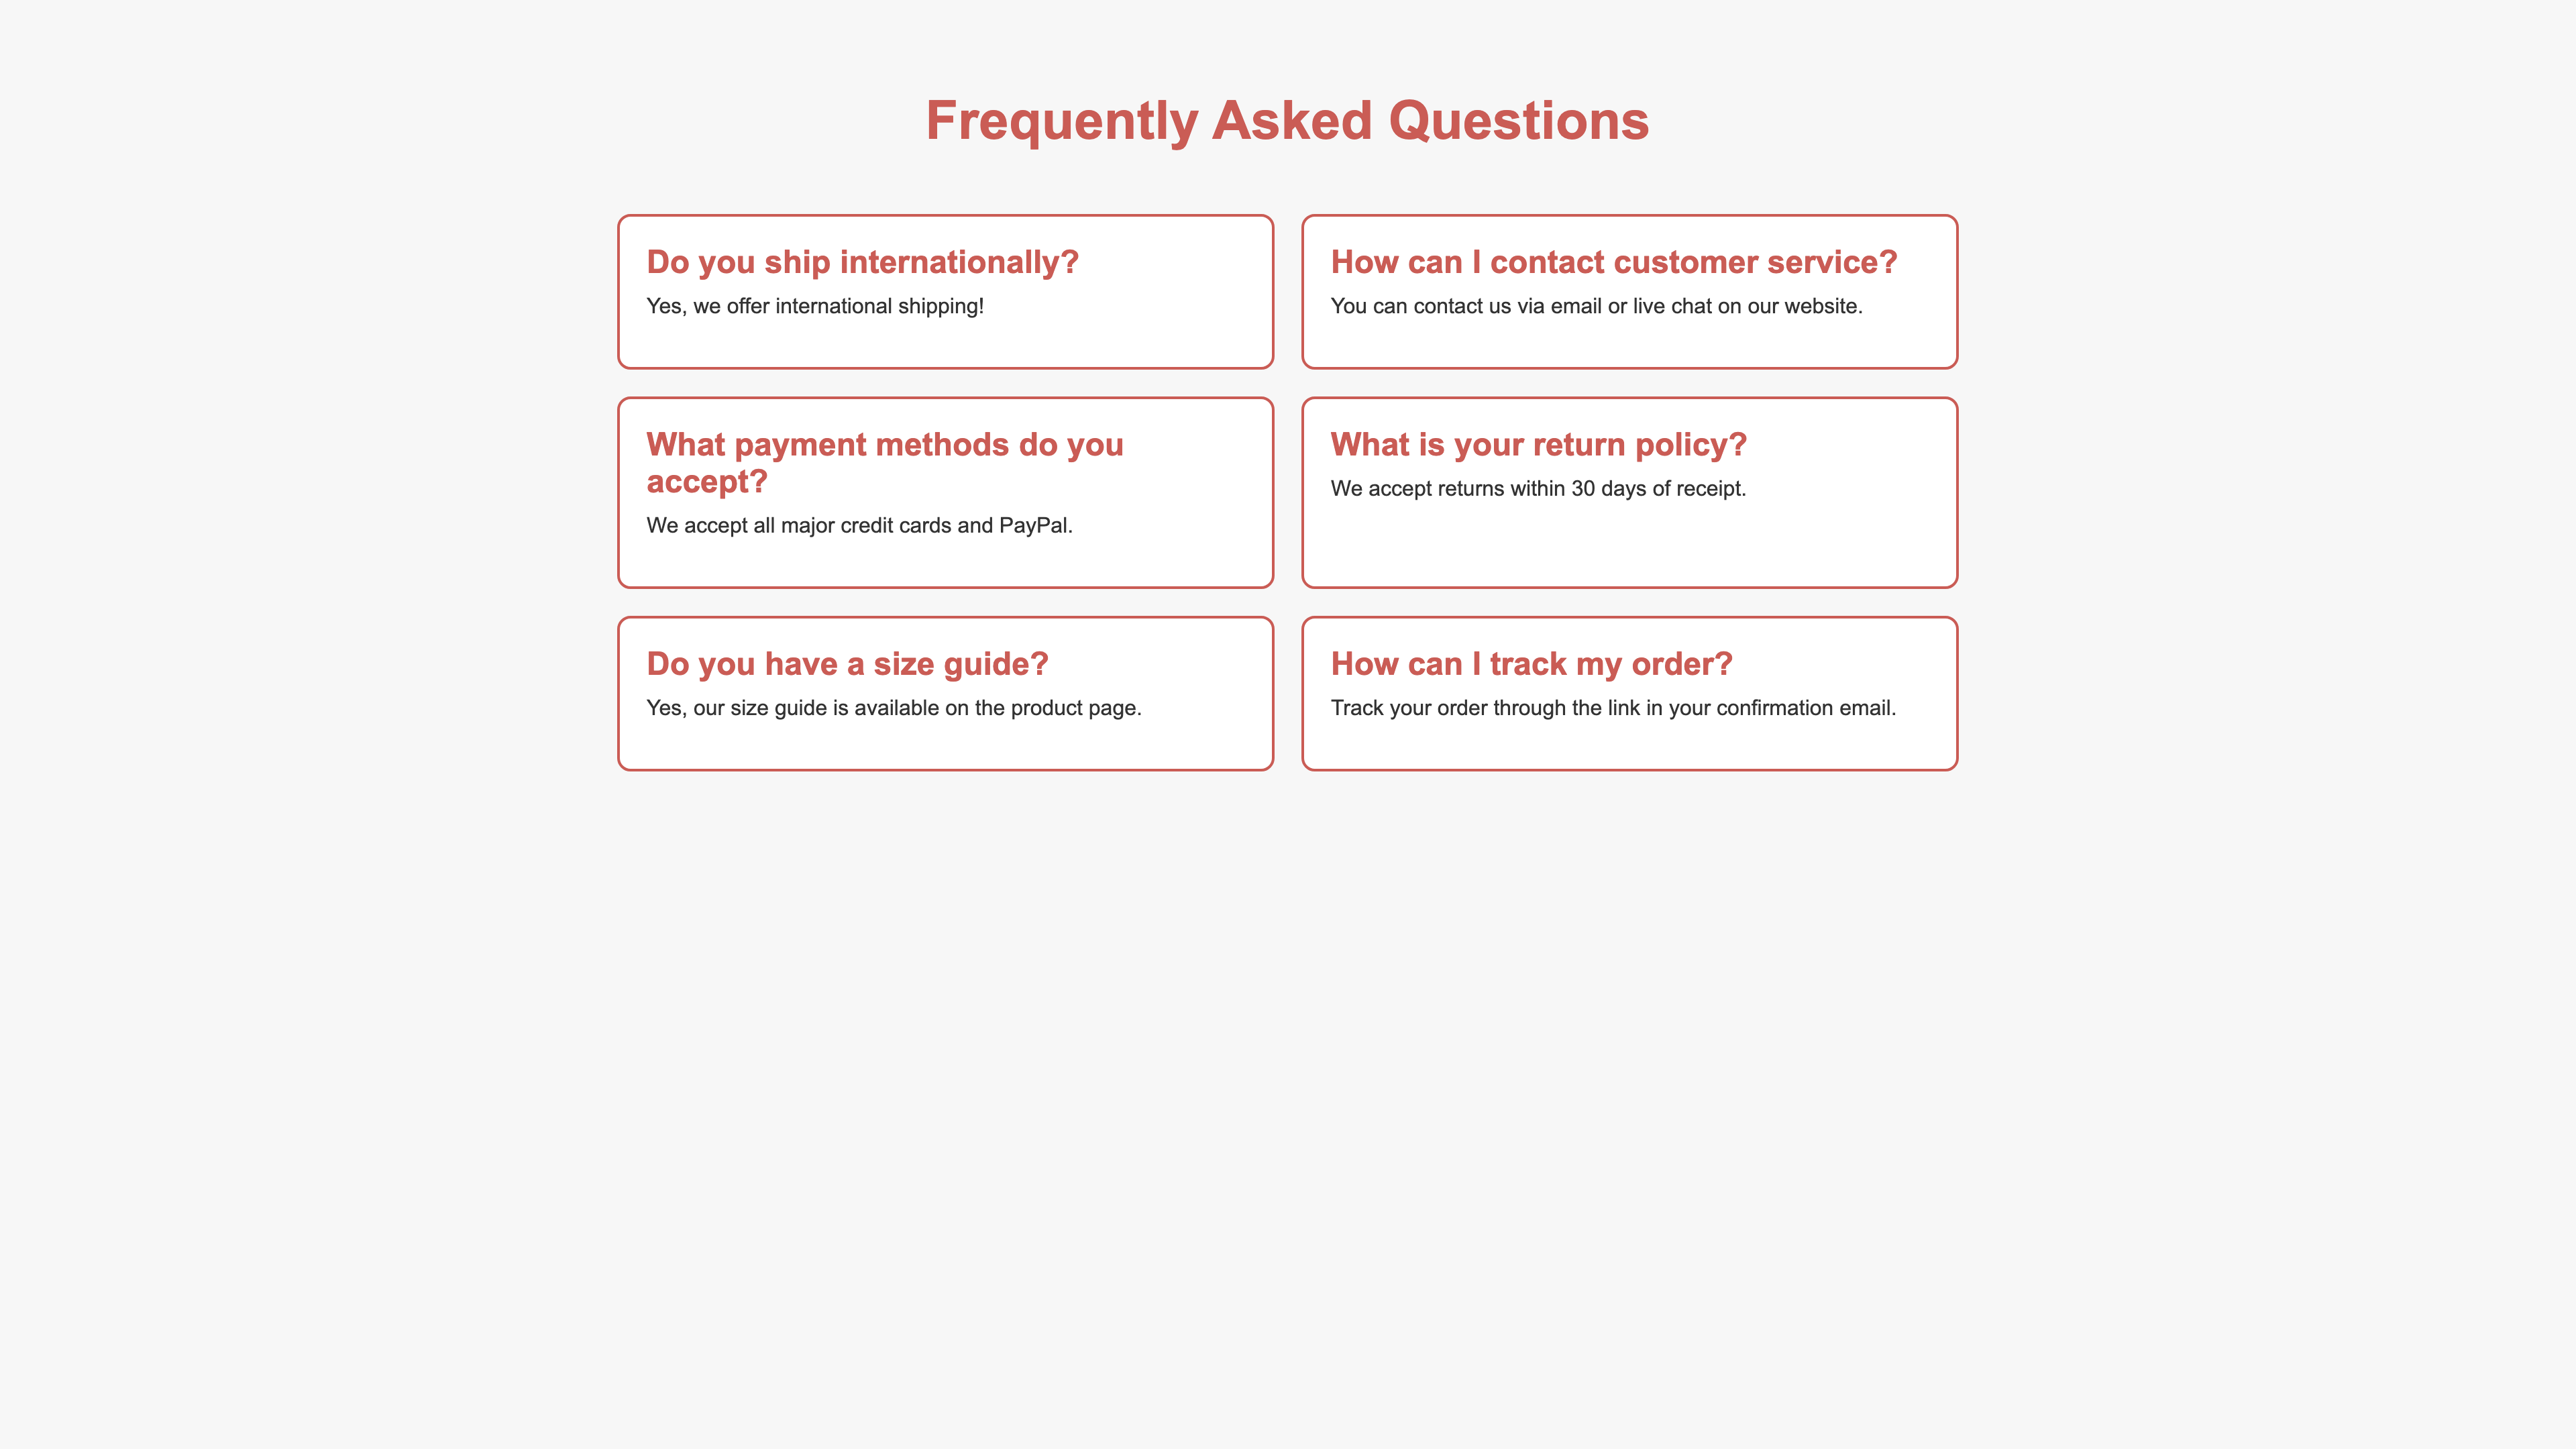 Frequently Asked Questions
Do you ship internationally?
Yes, we offer international shipping!
How can I contact customer service?
You can contact us via email or live chat on our website.
What payment methods do you
accept?
We accept all major credit cards and PayPal.
What is your return policy?
We accept returns within 30 days of receipt.
Do you have a size guide?
Yes, our size guide is available on the product page.
How can I track my order?
Track your order through the link in your confirmation email.